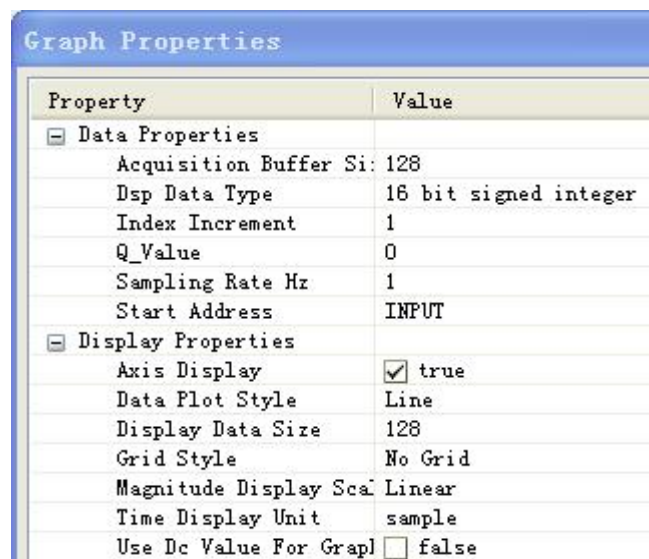 Graph Properties
Property Value
Data Properties
Acquisition Buffer Si: 128
Dsp Data Type 16 bit signed integer
Index Increment 1
Q_Value 0
Sampling Rate Hz 1
Start Address INPUT
Display Properties
Axis Display true
Data Plot Style Line
Display Data Size 128
Grid Style No Grid
Magnitude Display Scal Linear
Time Display Unit sample
Use Dc Value For Grapl false